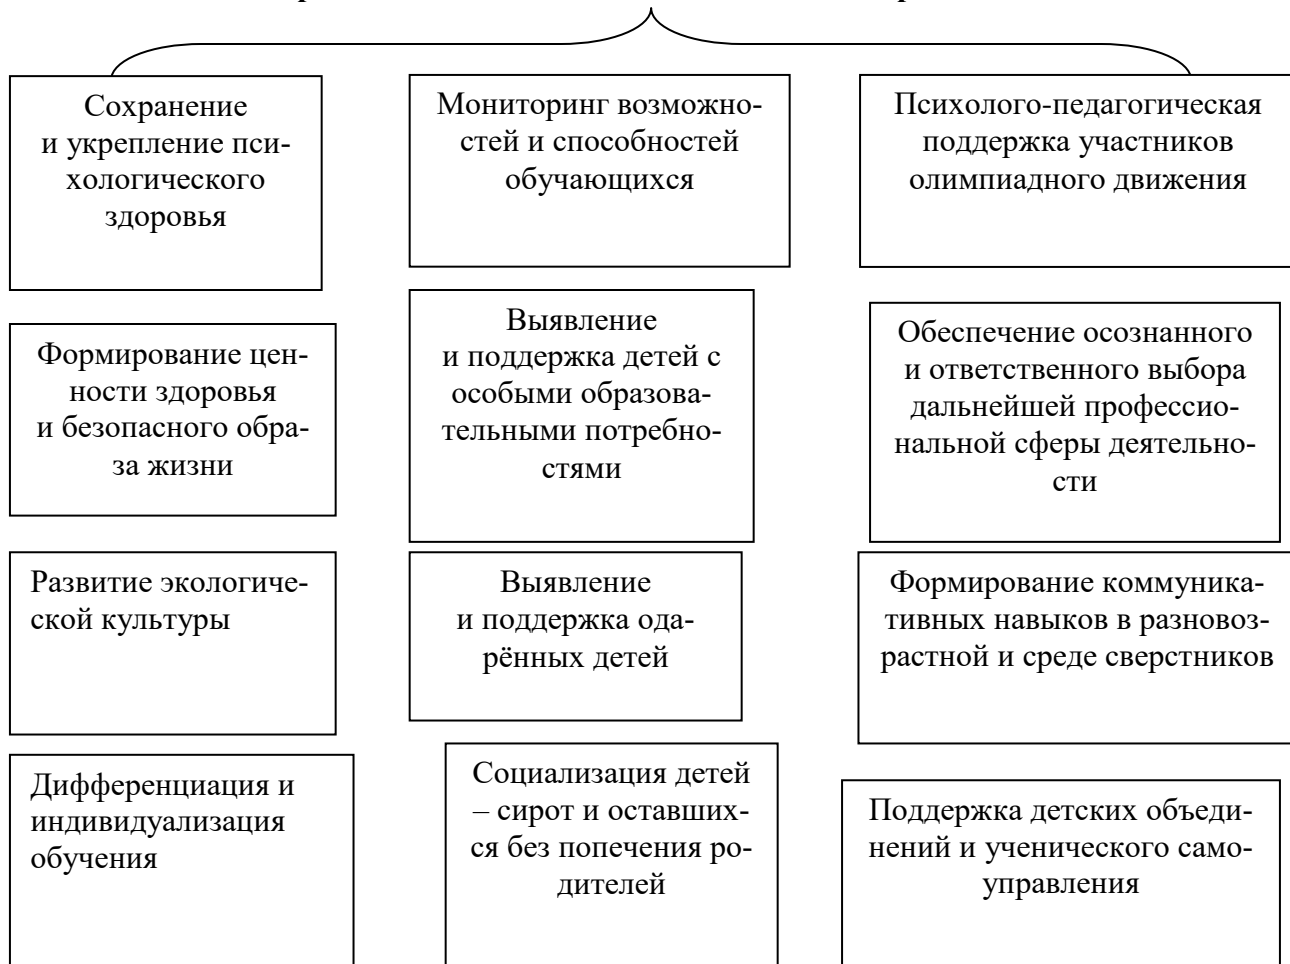 Сохранение
и укрепление пси-
хологического
здоровья
Мониторинг возможно-
стей и способностей
обучающихся
Психолого-педагогическая
поддержка участников
олимпиадного движения
Формирование цен-
ности здоровья
и безопасного обра-
за жизни
Выявление
и поддержка детей с
особыми образова-
тельными потребно-
стями
Обеспечение осознанного
и ответственного выбора
дальнейшей профессио-
нальной сферы деятельно-
сти
Развитие экологиче-
ской культуры
Выявление
и поддержка ода-
рённых детей
Формирование коммуника-
тивных навыков в разновоз-
растной и среде сверстников
Дифференциация и
индивидуализация
обучения
Социализация детей
– сирот и оставших-
ся без попечения ро-
дителей
Поддержка детских объеди-
нений и ученического само-
управления